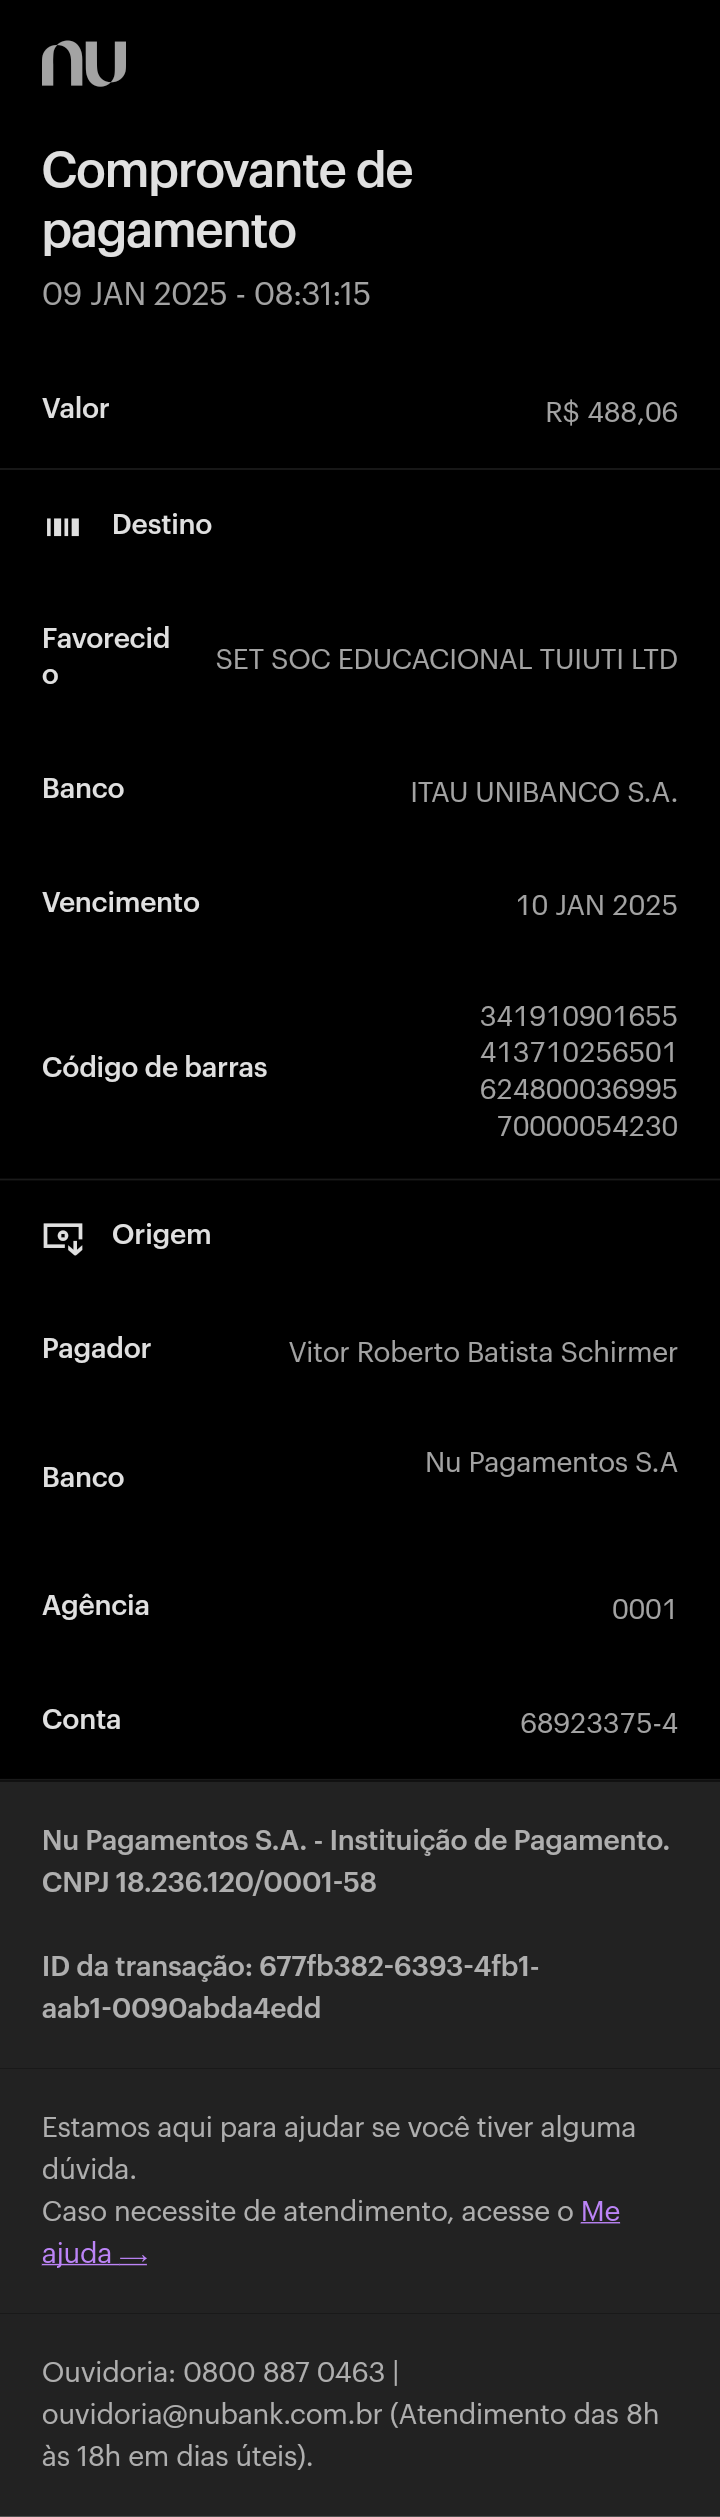 nu
Comprovante de
pagamento
09 JAN 2025 - 08:31:15
Valor
R$ 488,06
Destino
Favorecid
o
SET SOC EDUCACIONAL TUIUTI LTD
Banco
ITAU UNIBANCO S.A.
Vencimento
10 JAN 2025
Código de barras
341910901655
413710256501
624800036995
70000054230
Origem
Pagador
Vitor Roberto Batista Schirmer
Banco
Nu Pagamentos S.A
Agência
0001
Conta
68923375-4
Nu Pagamentos S.A. - Instituição de Pagamento.
CNPJ 18.236.120/0001-58
ID da transação: 677fb382-6393-4fb1-
aab1-0090abda4edd
Estamos aqui para ajudar se você tiver alguma
dúvida.
Caso necessite de atendimento, acesse o Me
ajuda →
Ouvidoria: 0800 887 0463 |
ouvidoria@nubank.com.br (Atendimento das 8h
às 18h em dias úteis).